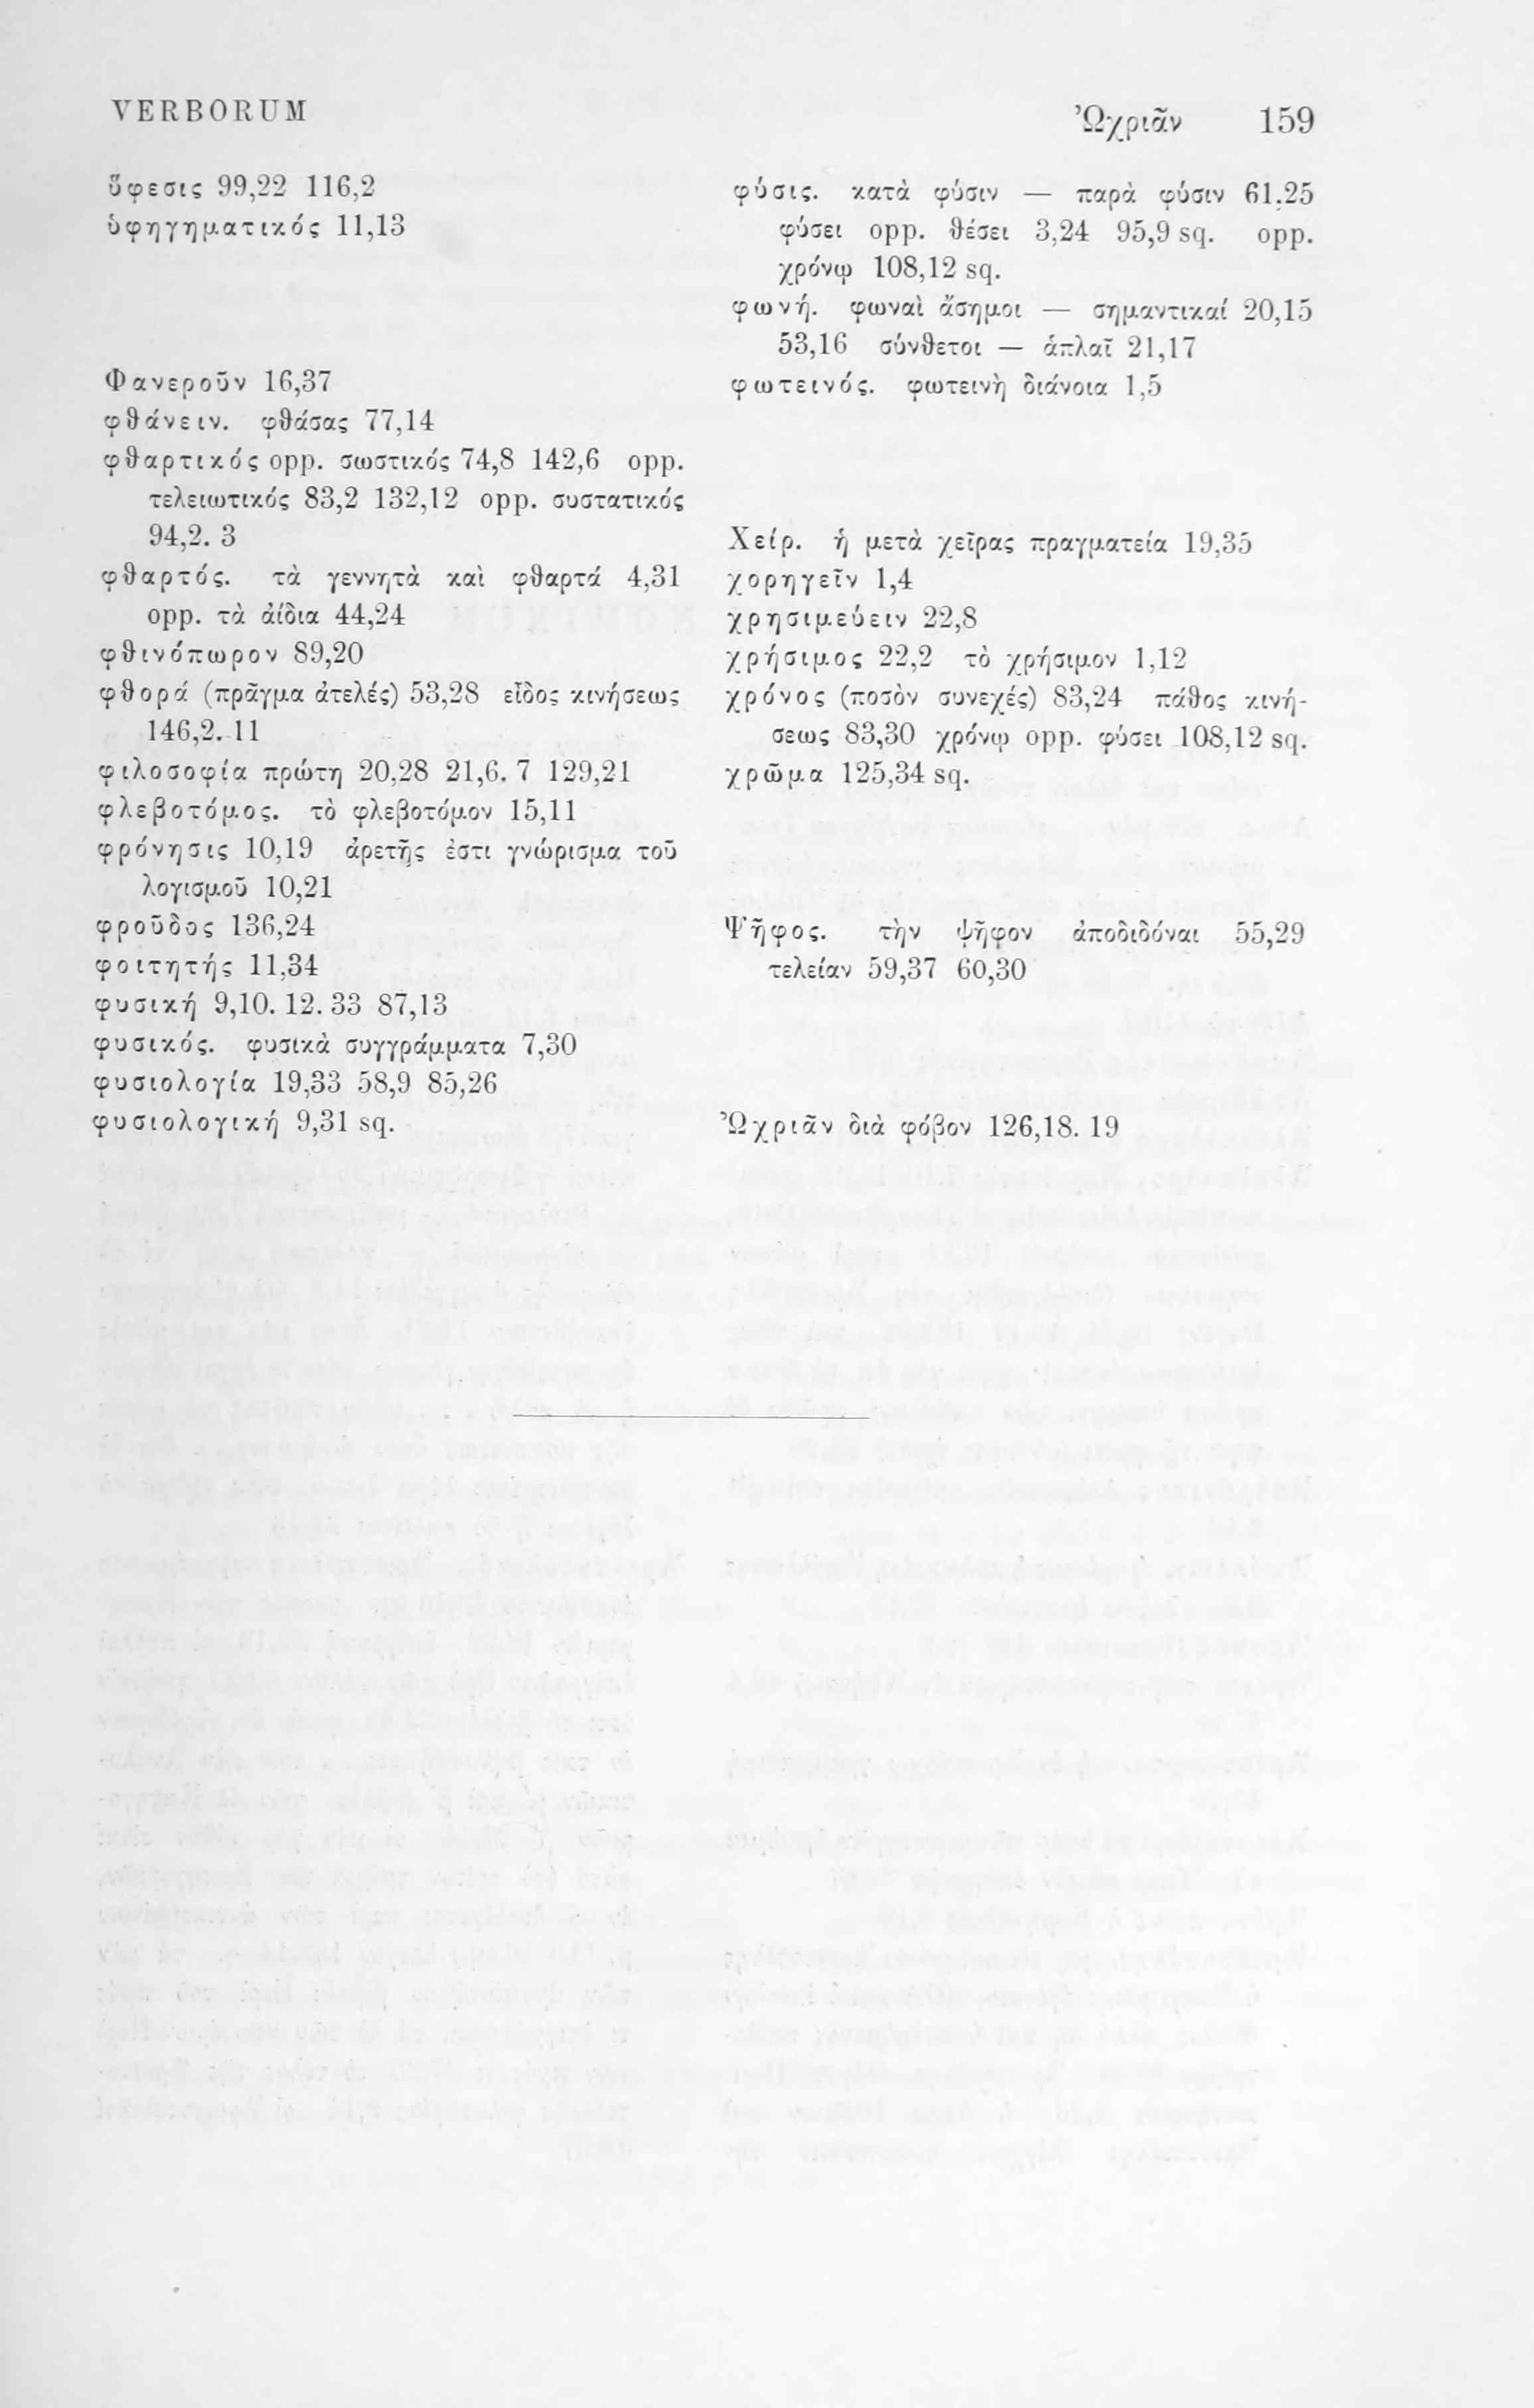 VERBORUM
Ὠχριᾶν 159
ὕφεσις 99,22 116,2
ὑφηγηματικός 11,13
Φανεροῦν 16,37
φθάνειν. φθάσας 77,14
φθαρτικός opp. σωστικός 74,8 142,6 opp.
τελειωτικός 83,2 132,12 opp. συστατικός
94,2. 3
φθαρτός. τὰ γεννητὰ καὶ φθαρτά 4,31
opp. τὰ ἀίδια 44,24
φθινόπωρον 89,20
φθορά (πρᾶγμα ἀτελές) 53,28 εἶδος κινήσεως
146,2. 11
φιλοσοφία πρώτη 20,28 21,6. 7 129,21
φλεβοτόμος. τὸ φλεβοτόμον 15,11
φρόνησις 10,19 ἀρετῆς ἐστι γνώρισμα τοῦ
λογισμοῦ 10,21
φροῦδος 136,24
φοιτητής 11,34
φυσική 9,10. 12. 33 87,13
φυσικός. φυσικὰ συγγράμματα 7,30
φυσιολογία 19,33 58,9 85,26
φυσιολογική 9,31 sq.
φύσις. κατὰ φύσιν — παρὰ φύσιν 61,25
φύσει opp. θέσει 3,24 95,9 sq. opp.
χρόνῳ 108,12 sq.
φωνή. φωναὶ ἄσημοι — σημαντικαί 20,15
53,16 σύνθετοι — ἁπλαῖ 21,17
φωτεινός. φωτεινὴ διάνοια 1,5
Χείρ. ἡ μετὰ χεῖρας πραγματεία 19,35
χορηγεῖν 1,4
χρησιμεύειν 22,8
χρήσιμος 22,2 τὸ χρήσιμον 1,12
χρόνος (ποσὸν συνεχές) 83,24 πάθος κινή-
σεως 83,30 χρόνῳ opp. φύσει 108,12 sq.
χρῶμα 125,34 sq.
Ψῆφος. τὴν ψῆφον ἀποδιδόναι 55,29
τελείαν 59,37 60,30
Ὠχριᾶν διὰ φόβον 126,18. 19